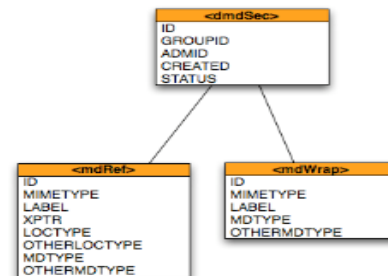 <dmdSec>
ID
GROUPID
ADMID
CREATED
STATUS
<mdRef>
ID
MIMETYPE
LABEL
XPTR
LOCTYPE
OTHERLOCTYPE
MDTYPE
OTHERMDTYPE
<mdWrap>
ID
MIMETYPE
LABEL
MDTYPE
OTHERMDTYPE